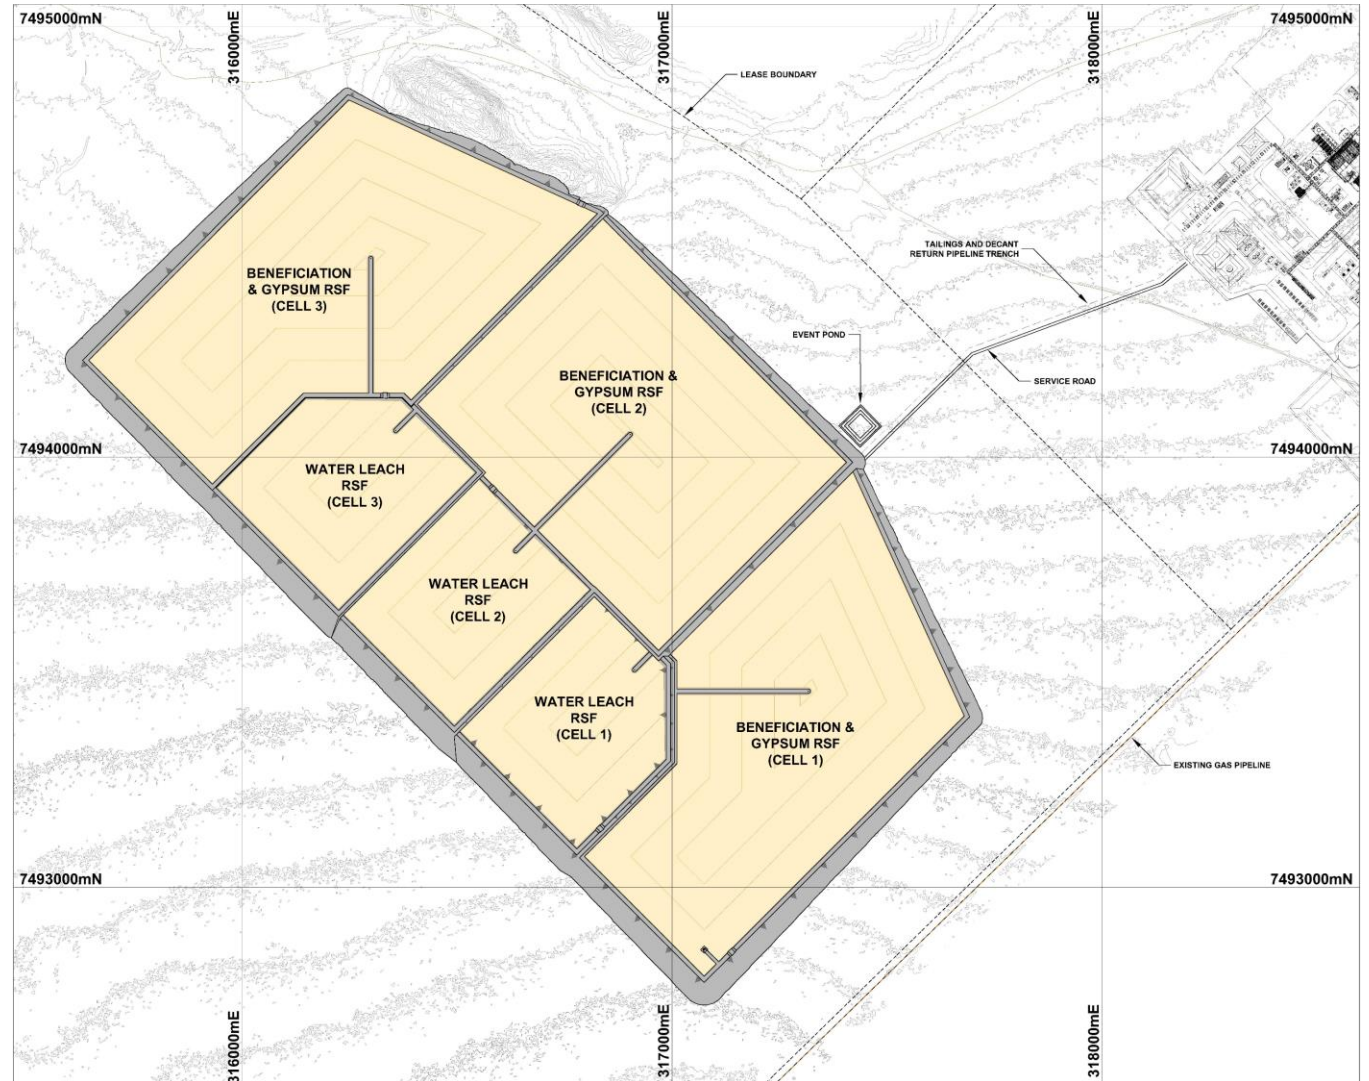 7495000mN
316000mE
317000mE
318000mE
7495000mN
LEASE BOUNDARY
TAILINGS AND DECANT
RETURN PIPELINE TRENCH
BENEFICIATION
& GYPSUM RSF
(CELL 3)
EVENT POND
SERVICE ROAD
BENEFICIATION &
GYPSUM RSF
(CELL 2)
7494000mN
7494000mN
WATER LEACH
RSF
(CELL 3)
WATER LEACH
RSF
(CELL 2)
WATER LEACH
RSF
(CELL 1)
BENEFICIATION &
GYPSUM RSF
(CELL 1)
EXISTING GAS PIPELINE
7493000mN
7493000mN
316000mE
317000mE
318000mE